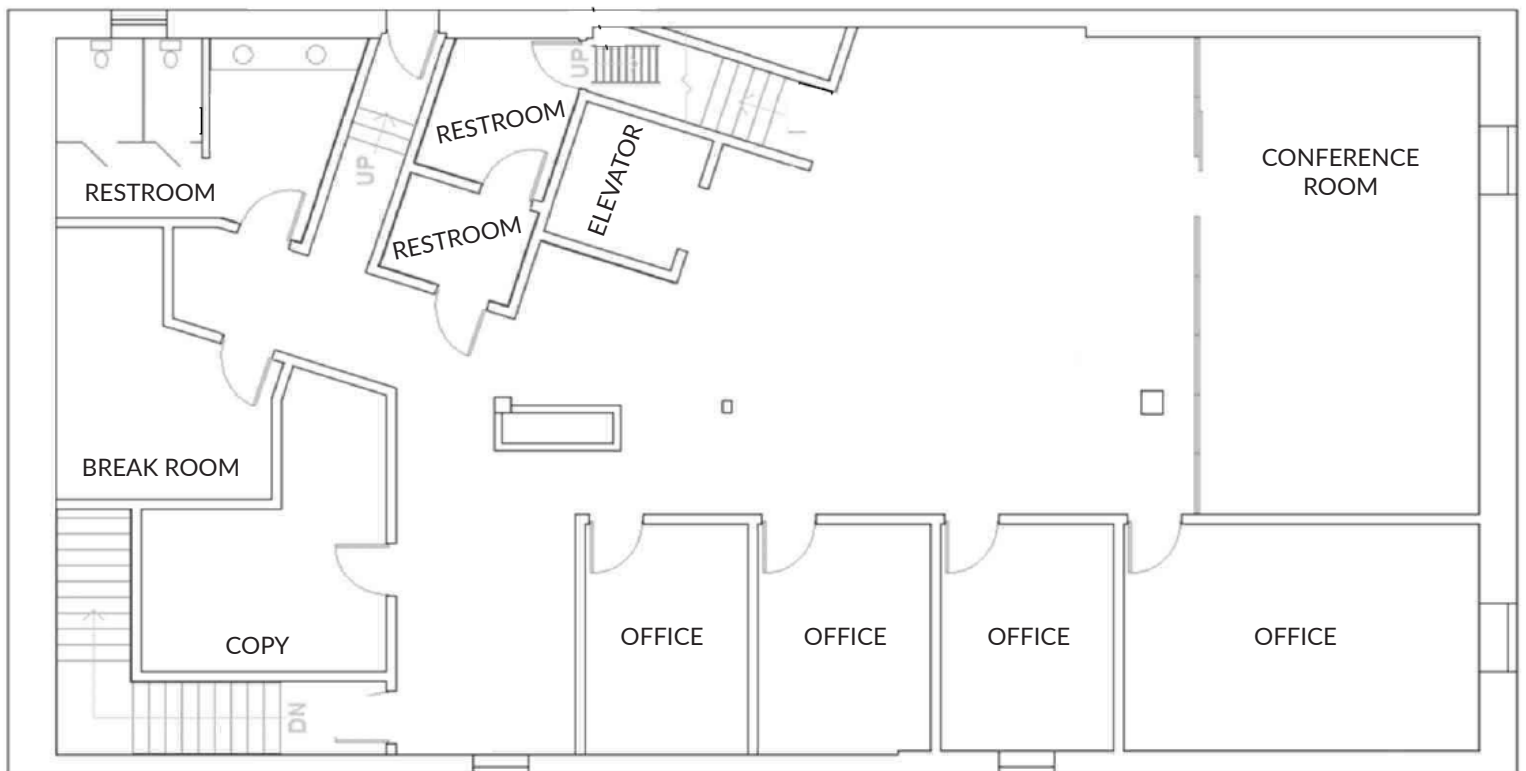 UP
RESTROOM
ELEVATOR
CONFERENCE
ROOM
UP
RESTROOM
RESTROOM
BREAK ROOM
COPY
OFFICE
OFFICE
OFFICE
OFFICE
DN